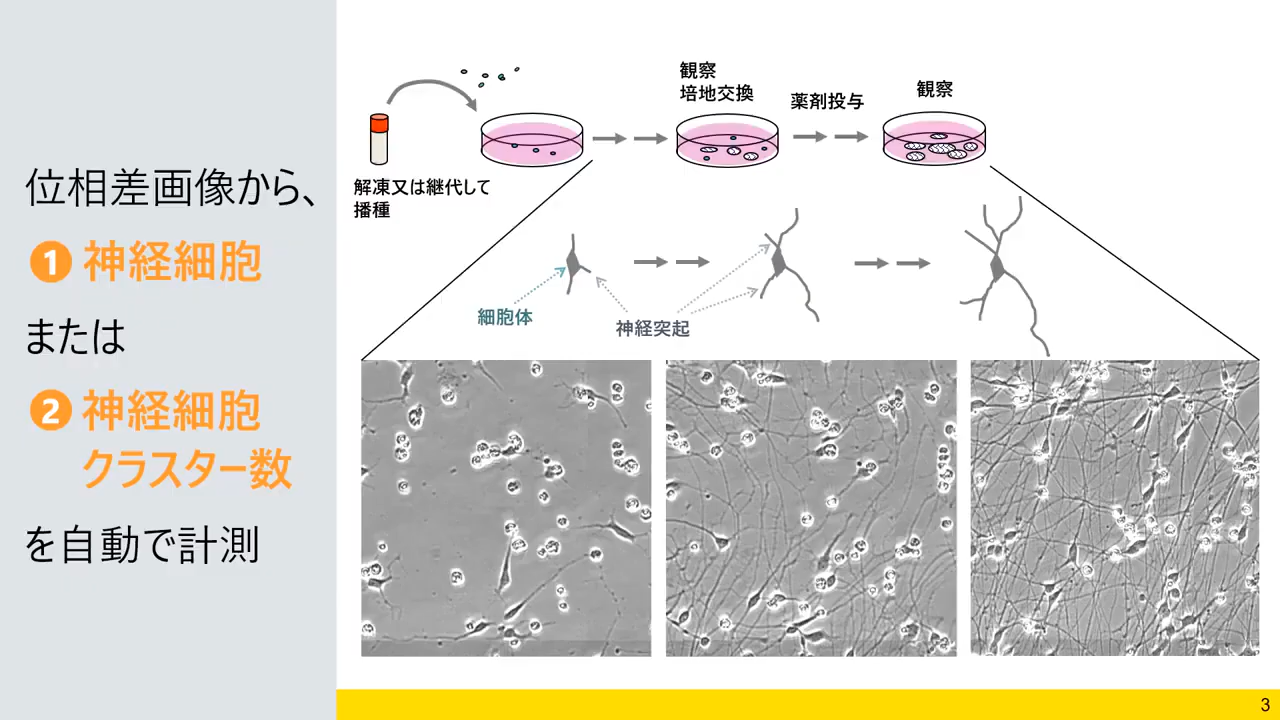 位相差画像から、
1 神経細胞
または
2 神経細胞
クラスター数
を自動で計測
解凍又は継代して
播種
観察
培地交換
薬剤投与
観察
細胞体
神経突起
3